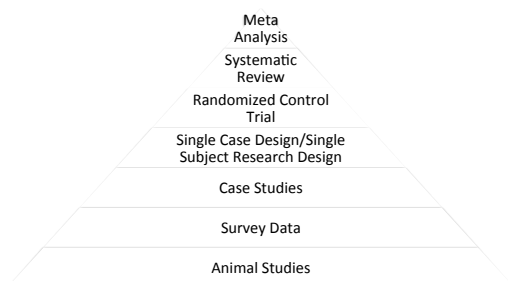 Meta
Analysis
Systematic
Review
Randomized Control
Trial
Single Case Design/Single
Subject Research Design
Case Studies
Survey Data
Animal Studies